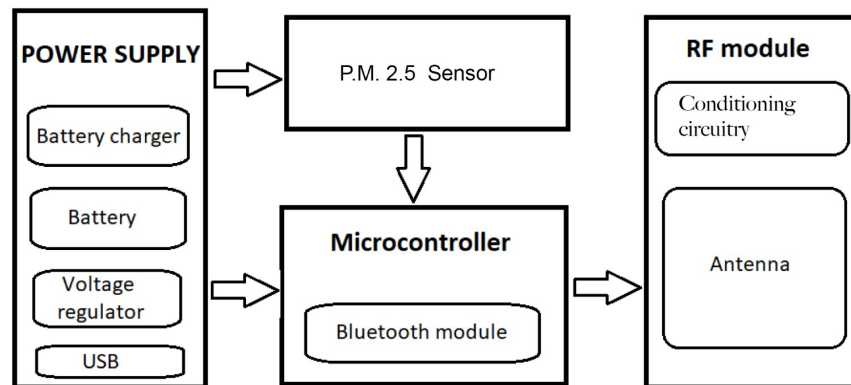 POWER SUPPLY
Battery charger
Battery
Voltage
regulator
USB
P.M. 2.5 Sensor
Microcontroller
Bluetooth module
RF module
Conditioning
circuitry
Antenna